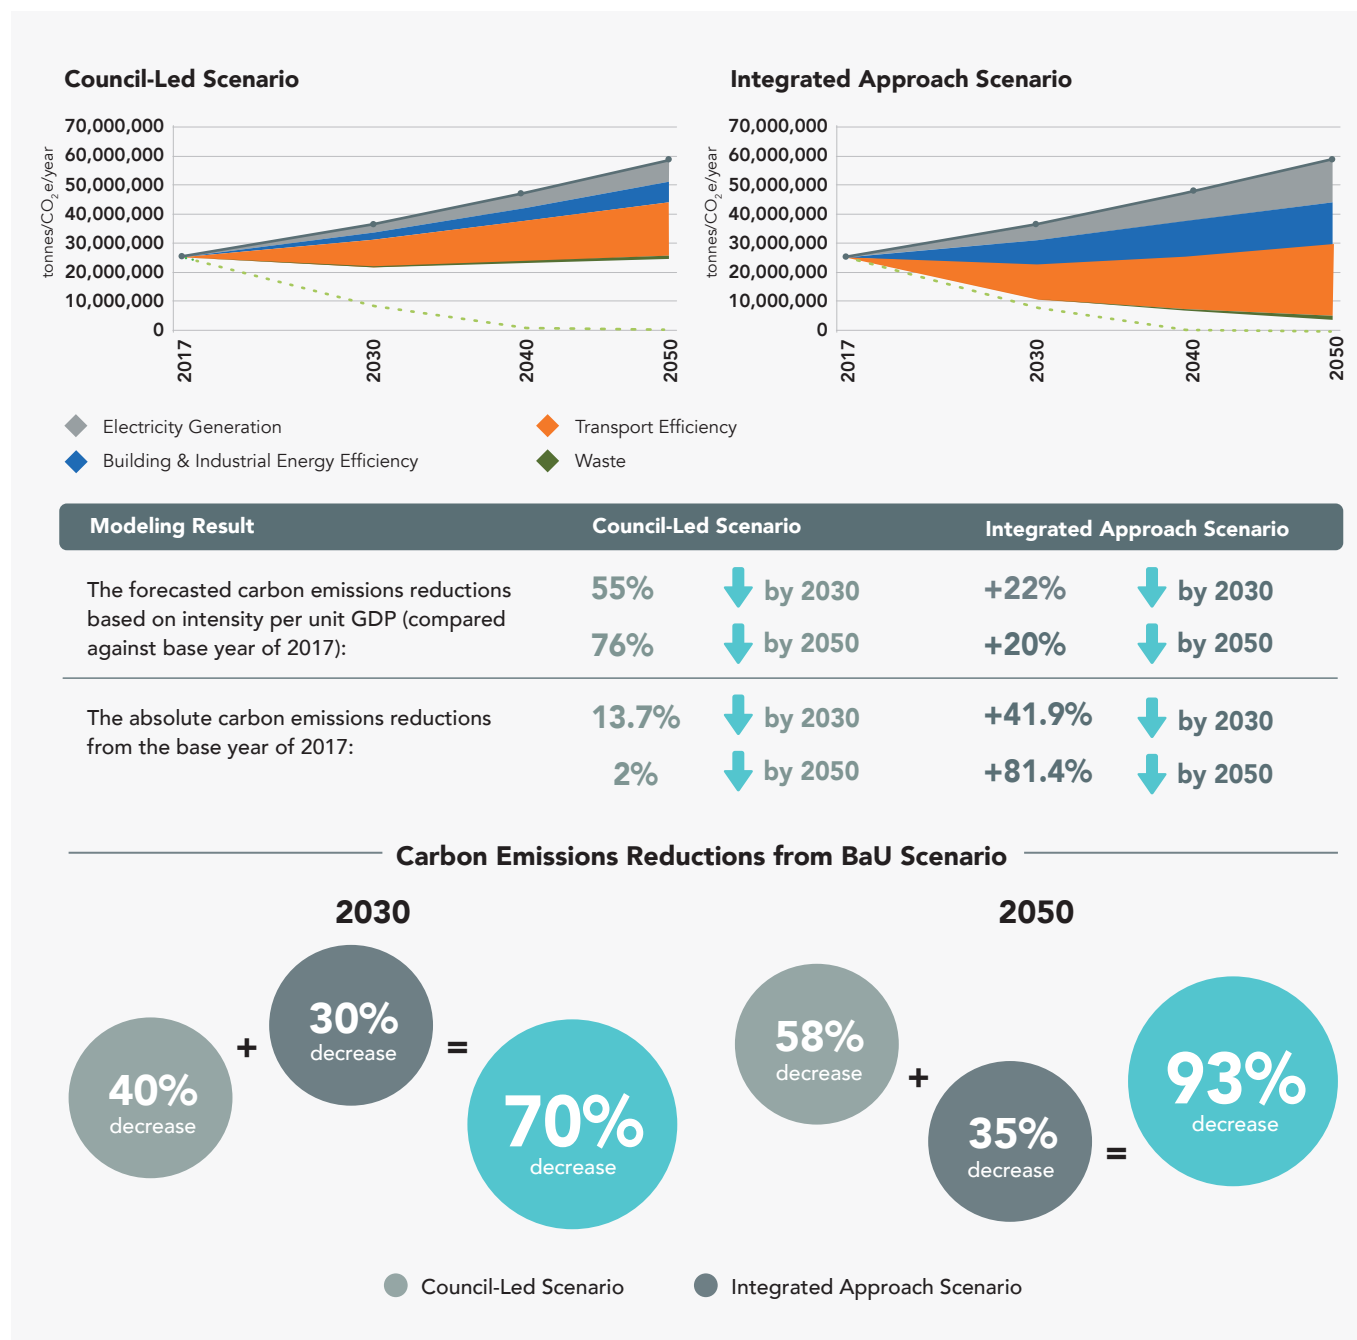 Council-Led Scenario
70,000,000
60,000,000
50,000,000
40,000,000
30,000,000
20,000,000
10,000,000
0
tonnes/CO2 e/year
2017
2030
2040
2050
Integrated Approach Scenario
70,000,000
60,000,000
50,000,000
40,000,000
30,000,000
20,000,000
10,000,000
0
tonnes/CO2 e/year
2017
2030
2040
2050
Electricity Generation
Transport Efficiency
Building & Industrial Energy Efficiency
Waste
Modeling Result
Council-Led Scenario
Integrated Approach Scenario
The forecasted carbon emissions reductions
based on intensity per unit GDP (compared
against base year of 2017):
55% by 2030
+22% by 2030
76% by 2050
+20% by 2050
The absolute carbon emissions reductions
from the base year of 2017:
13.7% by 2030
+41.9% by 2030
2% by 2050
+81.4% by 2050
Carbon Emissions Reductions from BaU Scenario
2030
40%
decrease
+
30%
decrease
=
70%
decrease
2050
58%
decrease
+
35%
decrease
=
93%
decrease
Council-Led Scenario
Integrated Approach Scenario